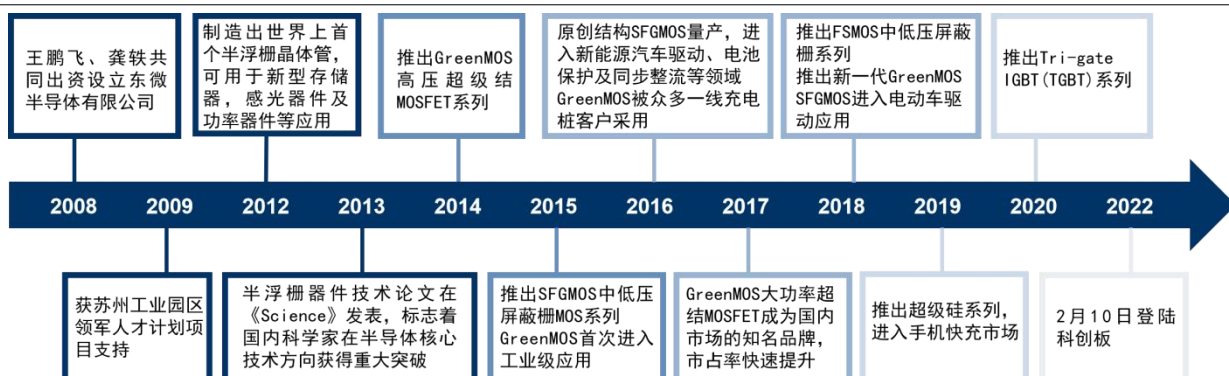 王鹏飞、龚轶共
同出资设立东微
半导体有限公司
制造出世界上首
个半浮栅晶体管，
可用于新型存储
器，感光器件及
功率器件等应用
推出GreenMOS
高压超级结
MOSFET系列
原创结构SFGMOS量产，进
入新能源汽车驱动、电池
保护及同步整流等领域
GreenMOS被众多一线充电
桩客户采用
推出FSMOS中低压屏蔽
栅系列
推出新一代GreenMOS
SFGMOS进入电动车驱
动应用
推出Tri-gate
IGBT(TGBT)系列
2008 2009 2012 2013 2014 2015 2016 2017 2018 2019 2020 2022
获苏州工业园区
领军人才计划项
目支持
半浮栅器件技术论文在
《Science》发表，标志着
国内科学家在半导体核心
技术方向获得重大突破
推出SFGMOS中低压
屏蔽栅MOS系列
GreenMOS首次进入
工业级应用
GreenMOS大功率超
结MOSFET成为国内
市场的知名品牌，
市占率快速提升
推出超级硅系列，
进入手机快充市场
2月10日登陆
科创板